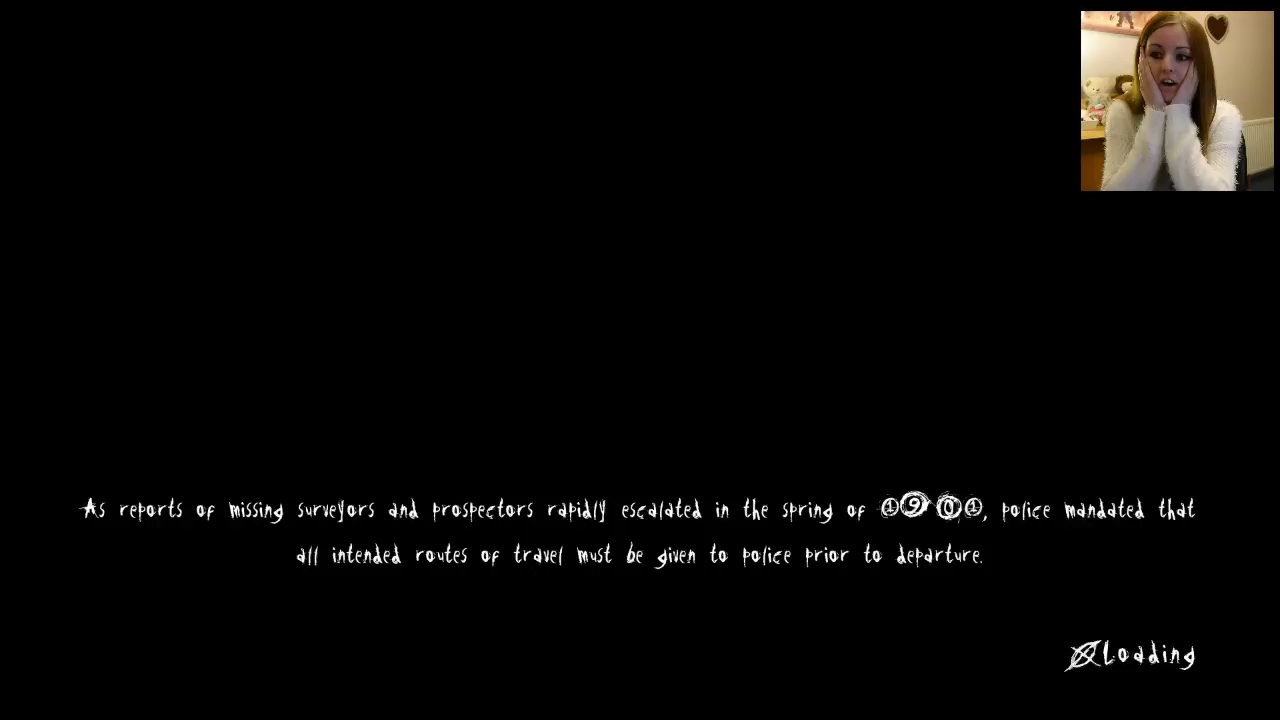 As reports of missing surveyors and prospectors rapidly escalated in the spring of 1901, police mandated that
all intended routes of travel must be given to police prior to departure.
Loading